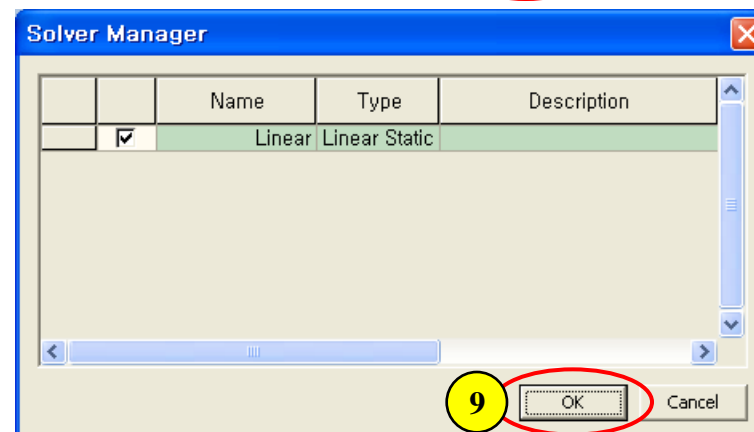 Solver Manager
Name Type Description
Linear Linear Static
9 OK Cancel